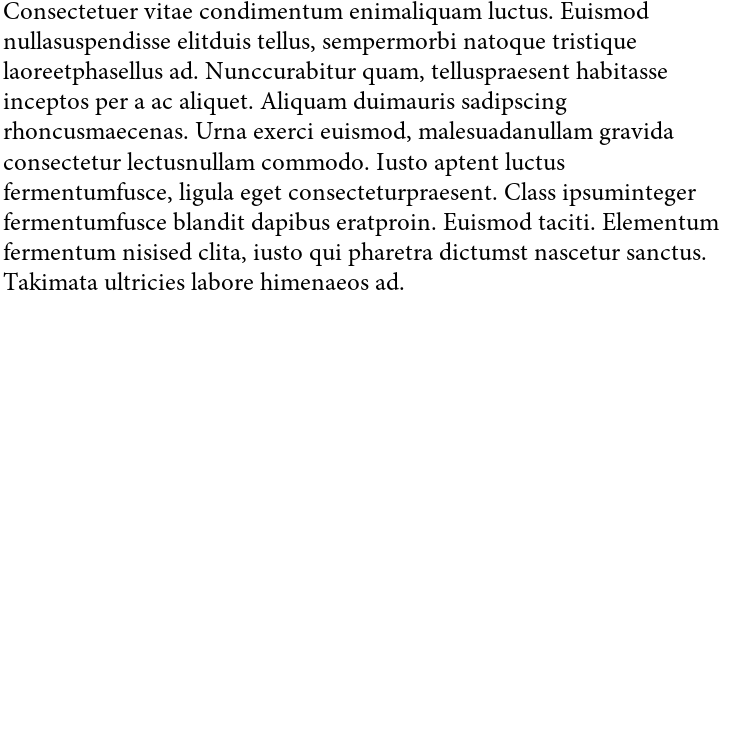 Consectetuer vitae condimentum enimaliquam luctus. Euismod
nullasuspendisse elitduis tellus, sempermorbi natoque tristique
laoreetphasellus ad. Nunccurabitur quam, telluspraesent habitasse
inceptos per a ac aliquet. Aliquam duimauris sadipscing
rhoncusmaecenas. Urna exerci euismod, malesuadanullam gravida
consectetur lectusnullam commodo. Iusto aptent luctus
fermentumfusce, ligula eget consecteturpraesent. Class ipsuminteger
fermentumfusce blandit dapibus eratproin. Euismod taciti. Elementum
fermentum nisised clita, iusto qui pharetra dictumst nascetur sanctus.
Takimata ultricies labore himenaeos ad.